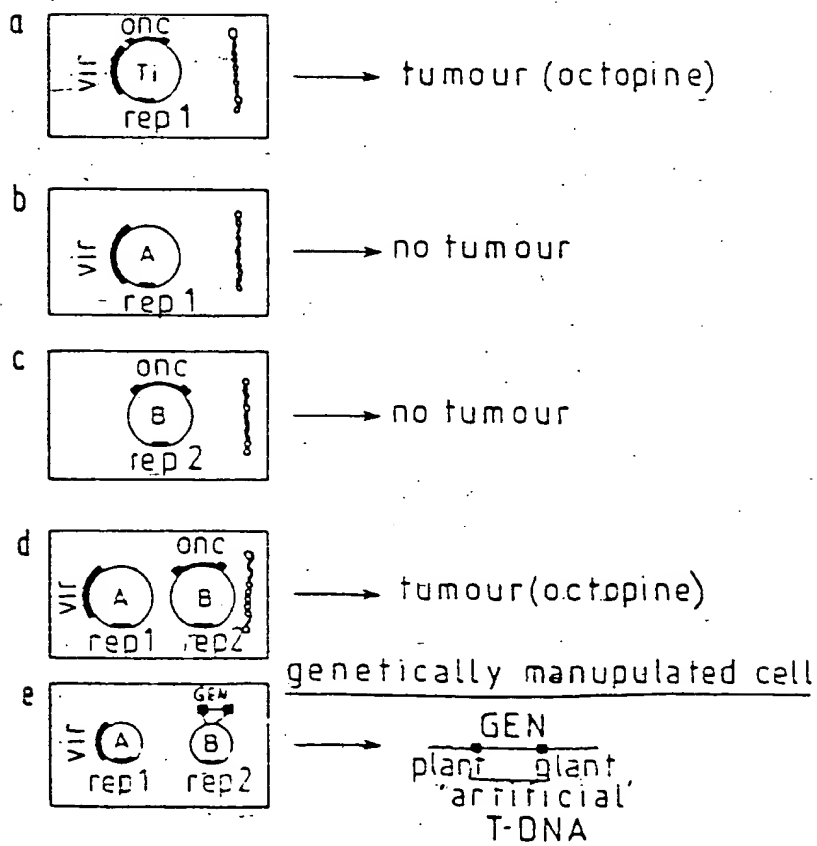 a
onc
vir
Ti
rep 1
tumour (octopine)
b
vir
A
rep 1
no tumour
c
onc
B
rep 2
no tumour
d
onc
vir
A
B
rep1
rep2
tumour(octopine)
genetically manupulated cell
e
GEN
vir
A
B
rep1
rep2
GEN
plant glant
"artificial'
T-DNA